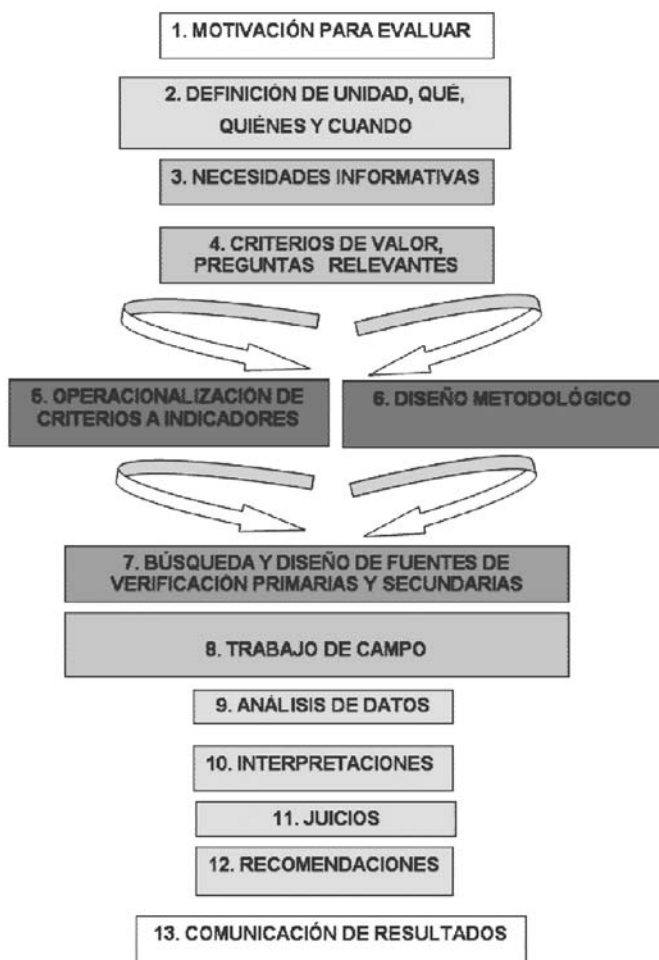 1. MOTIVACIÓN PARA EVALUAR
2. DEFINICIÓN DE UNIDAD, QUÉ,
QUIÉNES Y CUANDO
3. NECESIDADES INFORMATIVAS
4. CRITERIOS DE VALOR,
PREGUNTAS RELEVANTES
5. OPERACIONALIZACIÓN DE
CRITERIOS A INDICADORES
6. DISEÑO METODOLÓGICO
7. BÚSQUEDA Y DISEÑO DE FUENTES DE
VERIFICACIÓN PRIMARIAS Y SECUNDARIAS
8. TRABAJO DE CAMPO
9. ANÁLISIS DE DATOS
10. INTERPRETACIONES
11. JUICIOS
12. RECOMENDACIONES
13. COMUNICACIÓN DE RESULTADOS